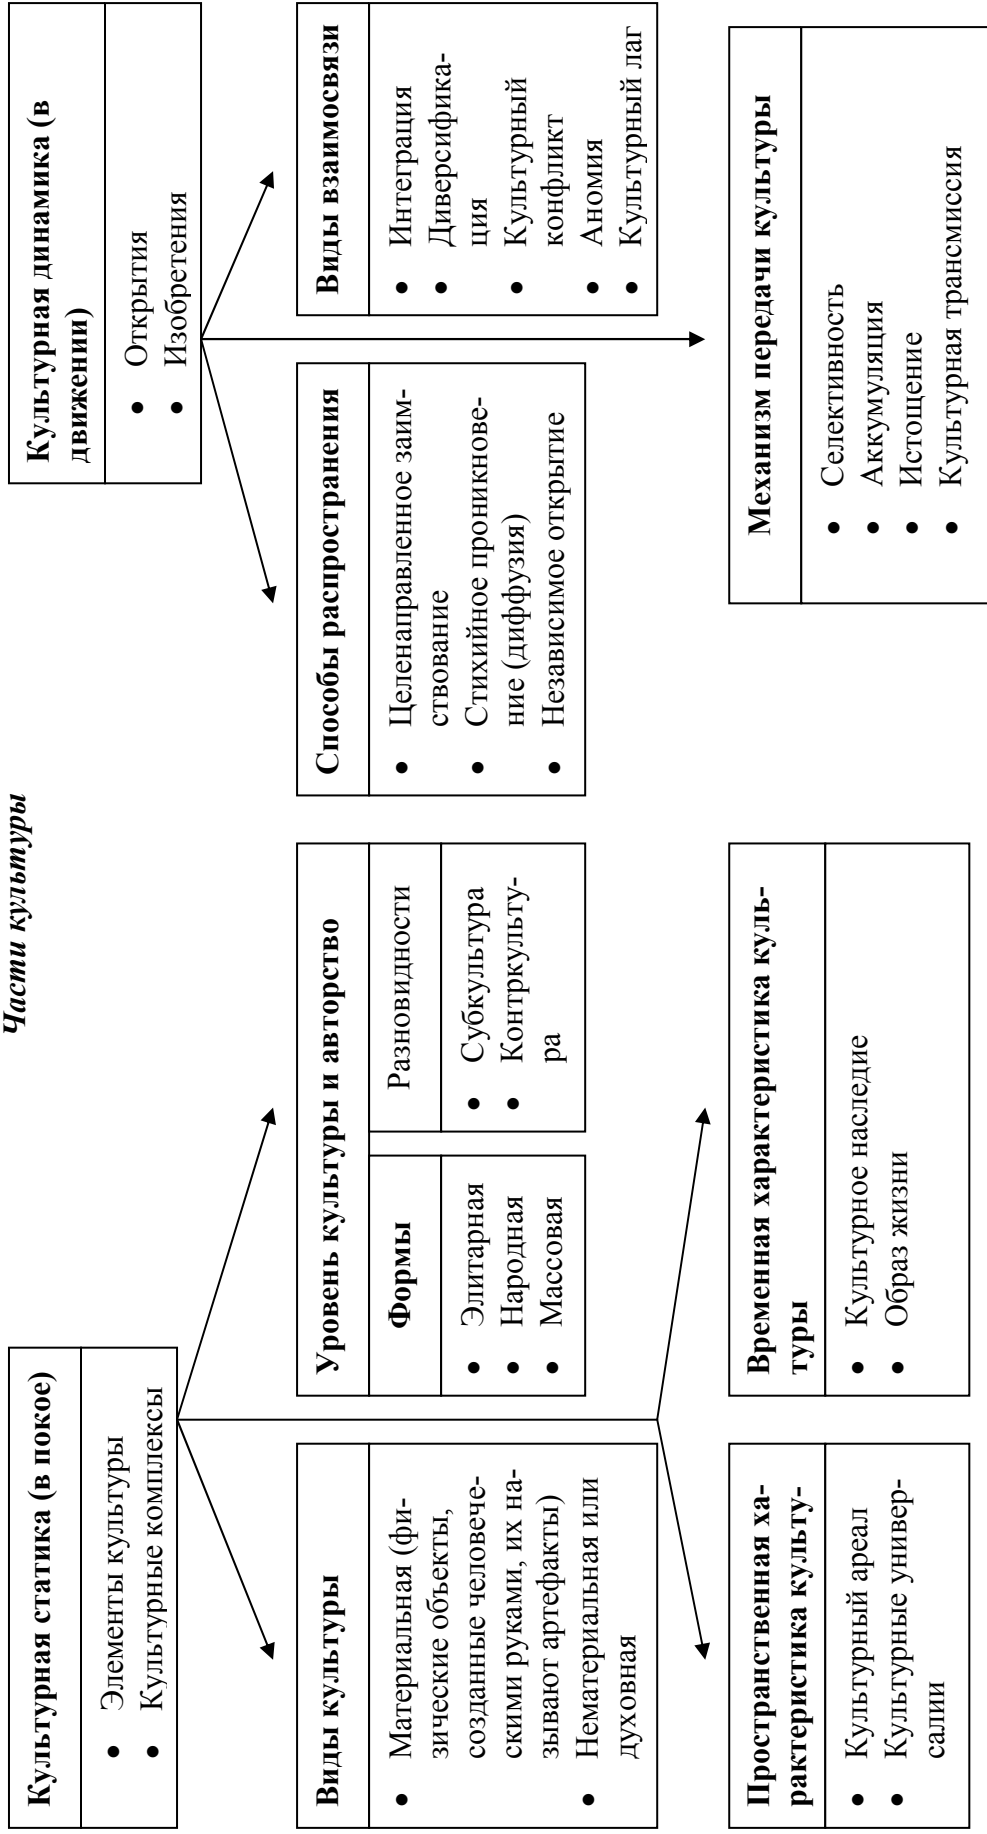 Части культуры
Культурная статика (в покое)
• Элементы культуры
• Культурные комплексы
Культурная динамика (в
движении)
• Открытия
• Изобретения
Виды культуры
• Материальная (фи-
зические объекты,
созданные человече-
скими руками, их на-
зывают артефакты)
• Нематериальная или
духовная
Уровень культуры и авторство
Формы
• Элитарная
• Народная
• Массовая
Разновидности
• Субкультура
• Контркульту-
ра
Способы распространения
• Целенаправленное заим-
ствование
• Стихийное проникнове-
ние (диффузия)
• Независимое открытие
Виды взаимосвязи
• Интеграция
• Диверсифика-
ция
• Культурный
конфликт
• Аномия
• Культурный лаг
Пространственная ха-
рактеристика культу-
• Культурный ареал
• Культурные универ-
салии
Временная характеристика куль-
туры
• Культурное наследие
• Образ жизни
Механизм передачи культуры
• Селективность
• Аккумуляция
• Истощение
• Культурная трансмиссия